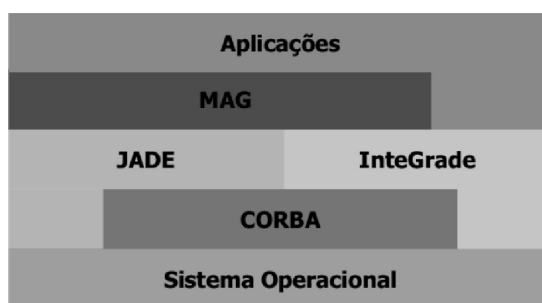 Aplicações
MAG
JADE InteGrade
CORBA
Sistema Operacional